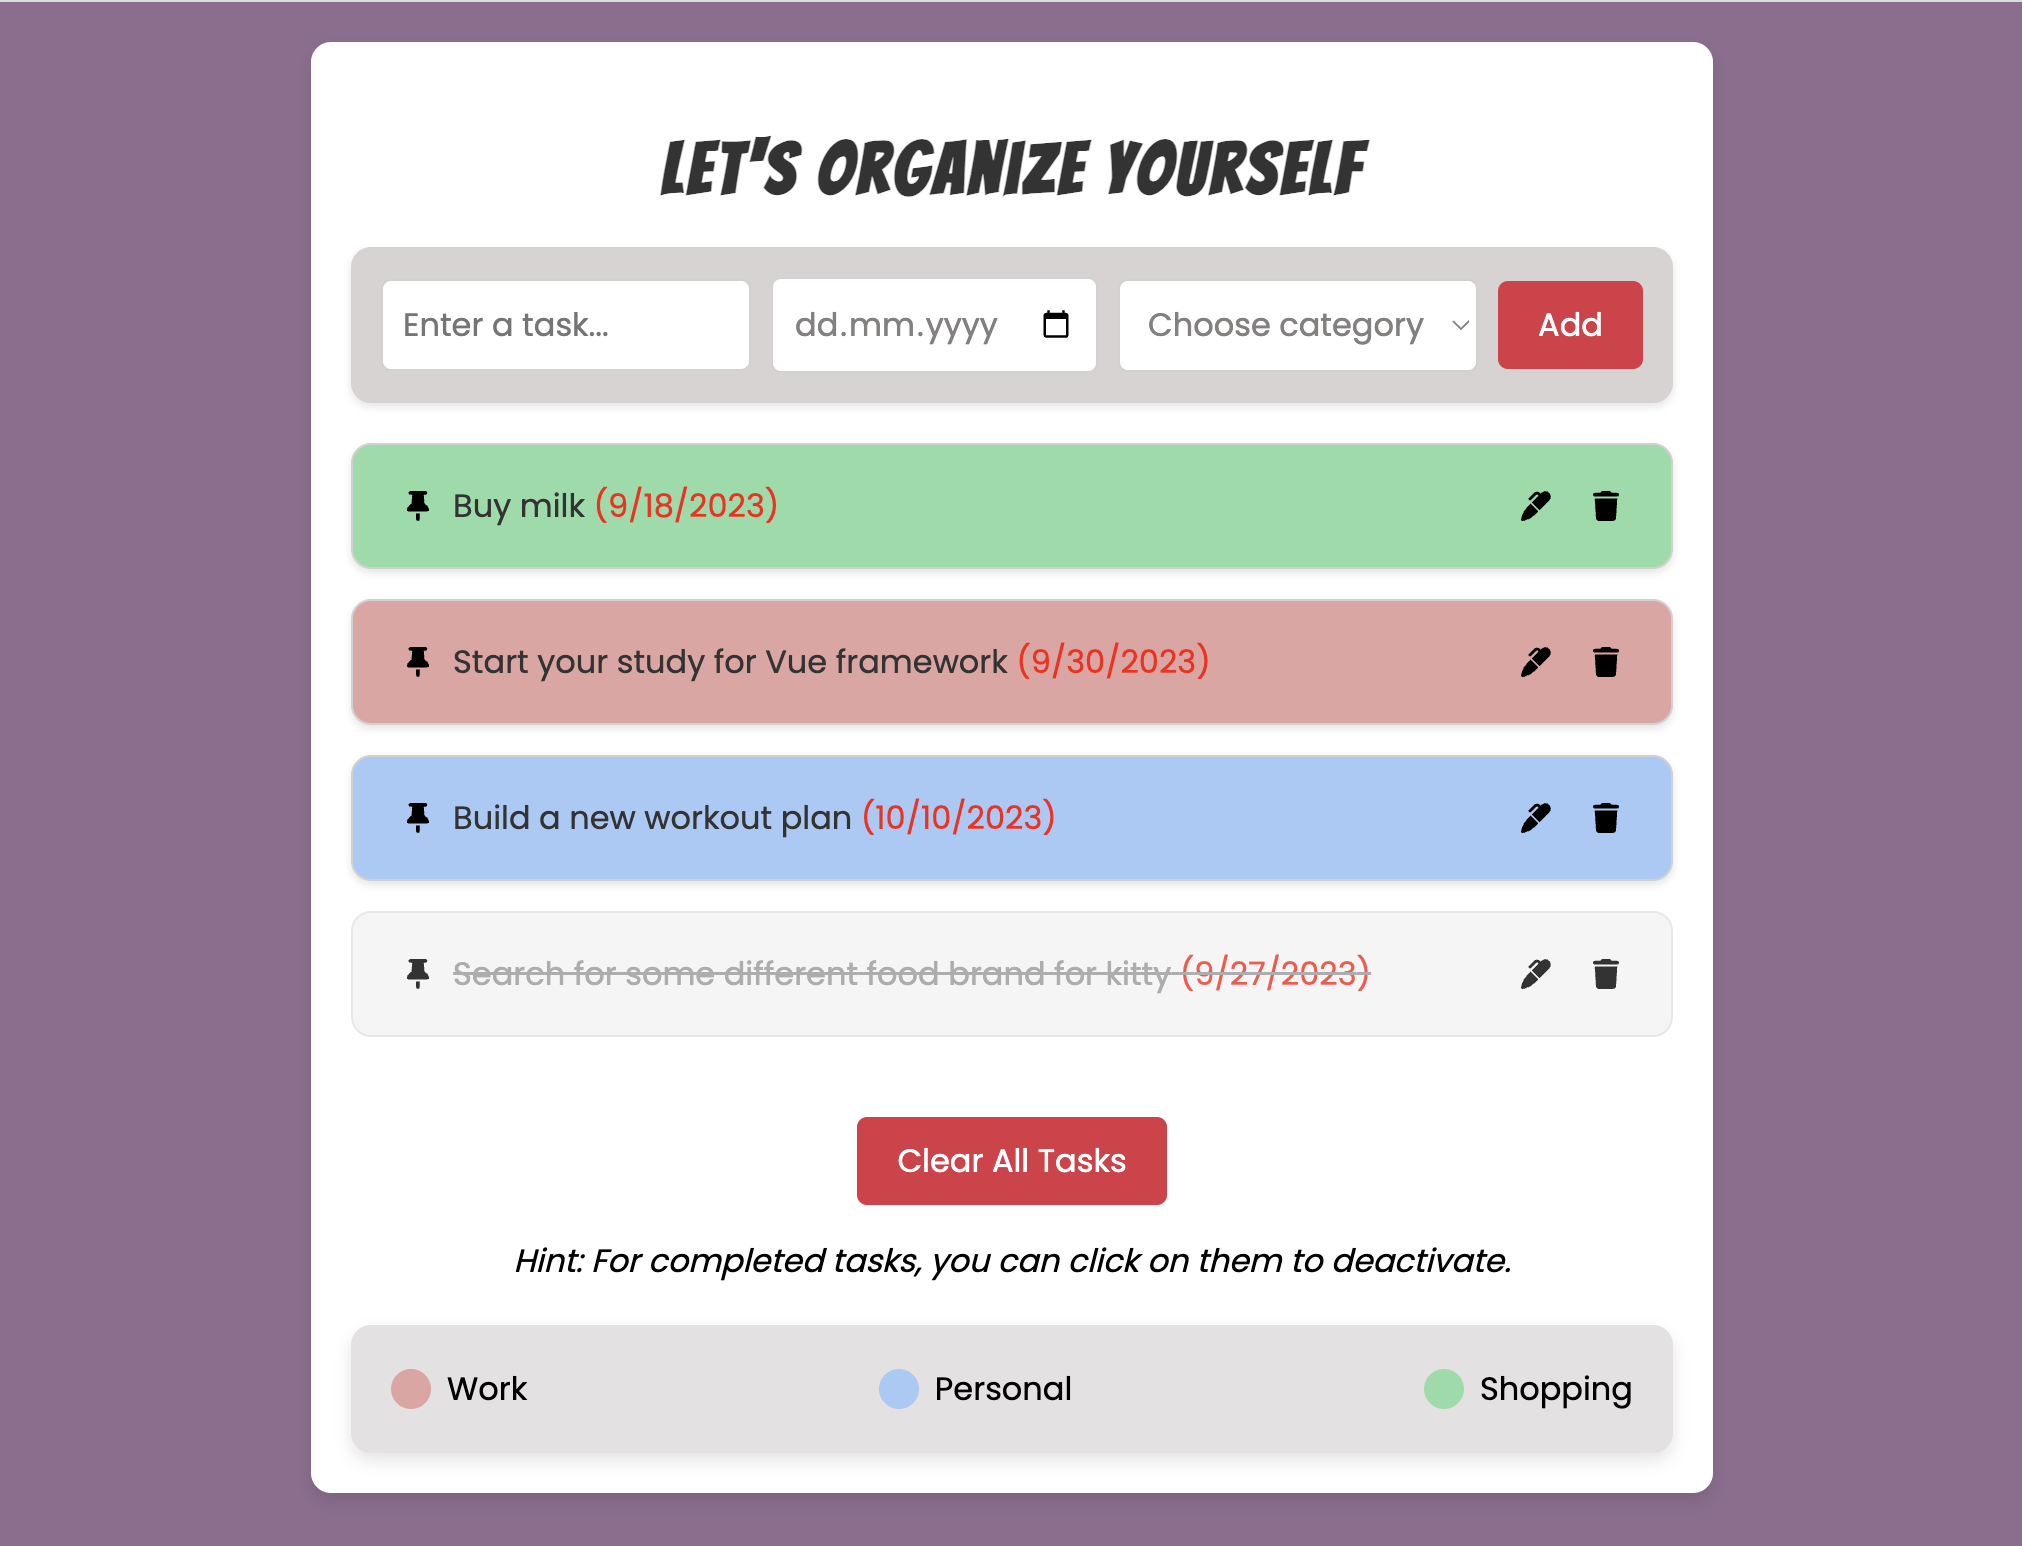 LET'S ORGANIZE YOURSELF
Enter a task... dd.mm.yyyy Choose category Add
Buy milk (9/18/2023)
Start your study for Vue framework (9/30/2023)
Build a new workout plan (10/10/2023)
Search for some different food brand for kitty (9/27/2023)
Clear All Tasks
Hint: For completed tasks, you can click on them to deactivate.
Work Personal Shopping